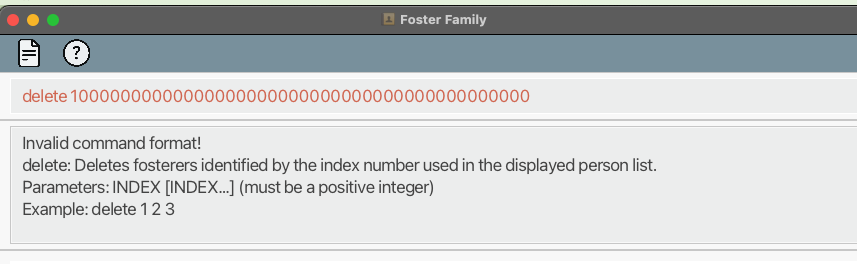 Foster Family
?
delete 10000000000000000000000000000000000000000000
Invalid command format!
delete: Deletes fosterers identified by the index number used in the displayed person list.
Parameters: INDEX [INDEX...] (must be a positive integer)
Example: delete 1 2 3